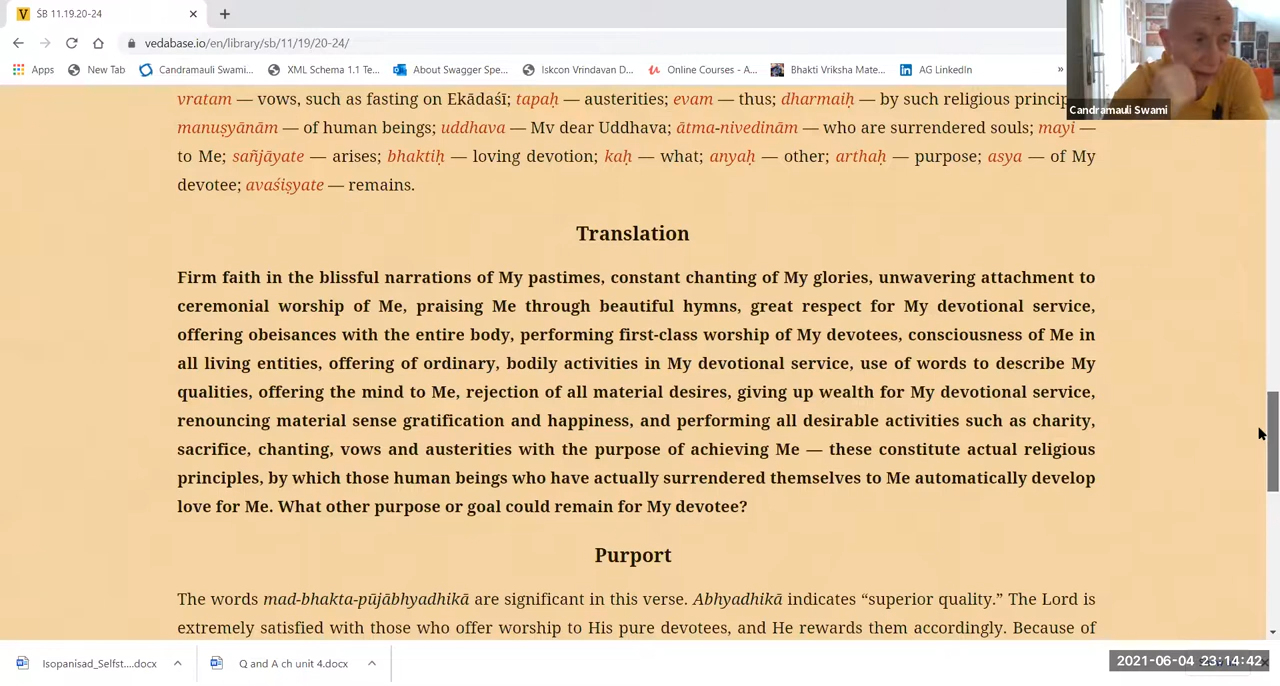 ŚB 11.19.20-24
vedabase.io/en/library/sb/11/19/20-24/
Apps New Tab Candramauli Swami... XML Schema 1.1 Te... About Swagger Spe... Iskcon Vrindavan D... Online Courses - A... Bhakti Vriksha Mate... AG LinkedIn »
Candramauli Swami
vratam — vows, such as fasting on Ekādaśī; tapaḥ — austerities; evam — thus; dharmaiḥ — by such religious princip
manuṣyānām — of human beings; uddhava — My dear Uddhava; ātma-nivedinām — who are surrendered souls; mayi —
to Me; sañjāyate — arises; bhaktiḥ — loving devotion; kaḥ — what; anyaḥ — other; arthaḥ — purpose; asya — of My
devotee; avaśiṣyate — remains.
Translation
Firm faith in the blissful narrations of My pastimes, constant chanting of My glories, unwavering attachment to
ceremonial worship of Me, praising Me through beautiful hymns, great respect for My devotional service,
offering obeisances with the entire body, performing first-class worship of My devotees, consciousness of Me in
all living entities, offering of ordinary, bodily activities in My devotional service, use of words to describe My
qualities, offering the mind to Me, rejection of all material desires, giving up wealth for My devotional service,
renouncing material sense gratification and happiness, and performing all desirable activities such as charity,
sacrifice, chanting, vows and austerities with the purpose of achieving Me — these constitute actual religious
principles, by which those human beings who have actually surrendered themselves to Me automatically develop
love for Me. What other purpose or goal could remain for My devotee?
Purport
The words mad-bhakta-pūjābhyadhikā are significant in this verse. Abhyadhikā indicates “superior quality.” The Lord is
extremely satisfied with those who offer worship to His pure devotees, and He rewards them accordingly. Because of
Isopanisad_Selfst....docx Q and A ch unit 4.docx
2021-06-04 23:14:42